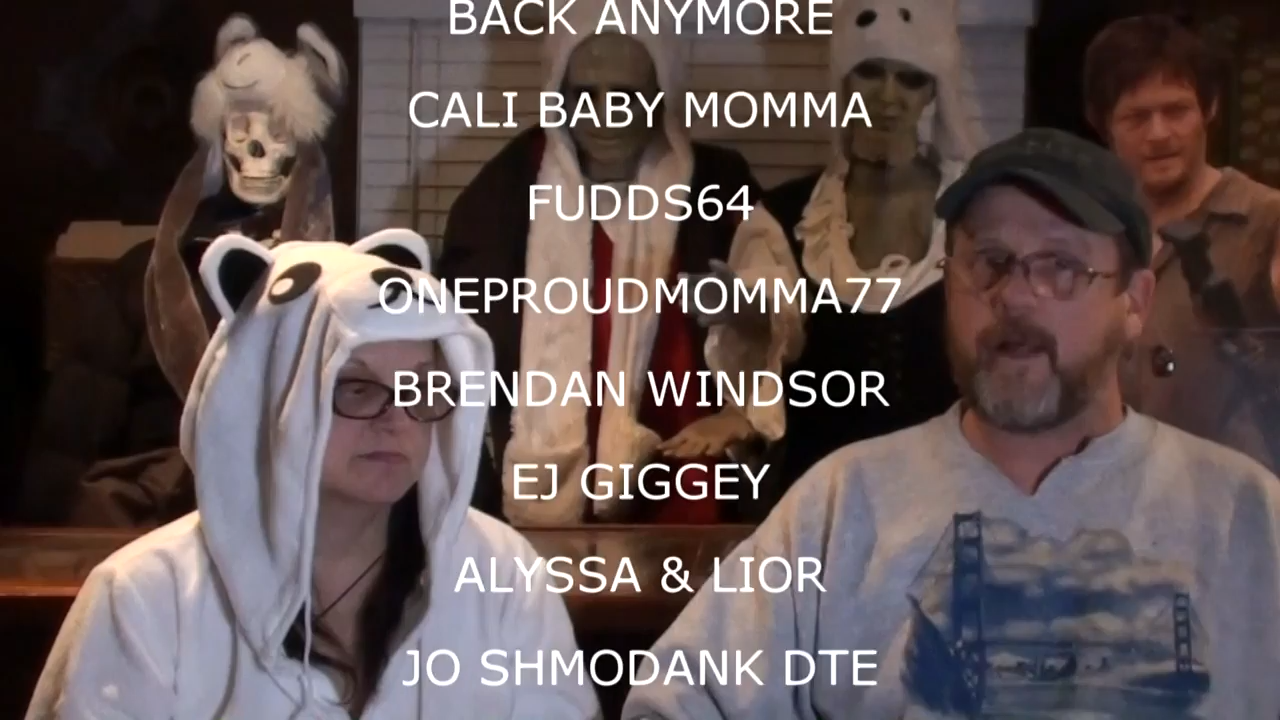 BACK ANYMORE
CALI BABY MOMMA
FUDDS64
ONEPROUDMOMMA77
BRENDAN WINDSOR
EJ GIGGEY
ALYSSA & LIOR
JO SHMODANK DTE